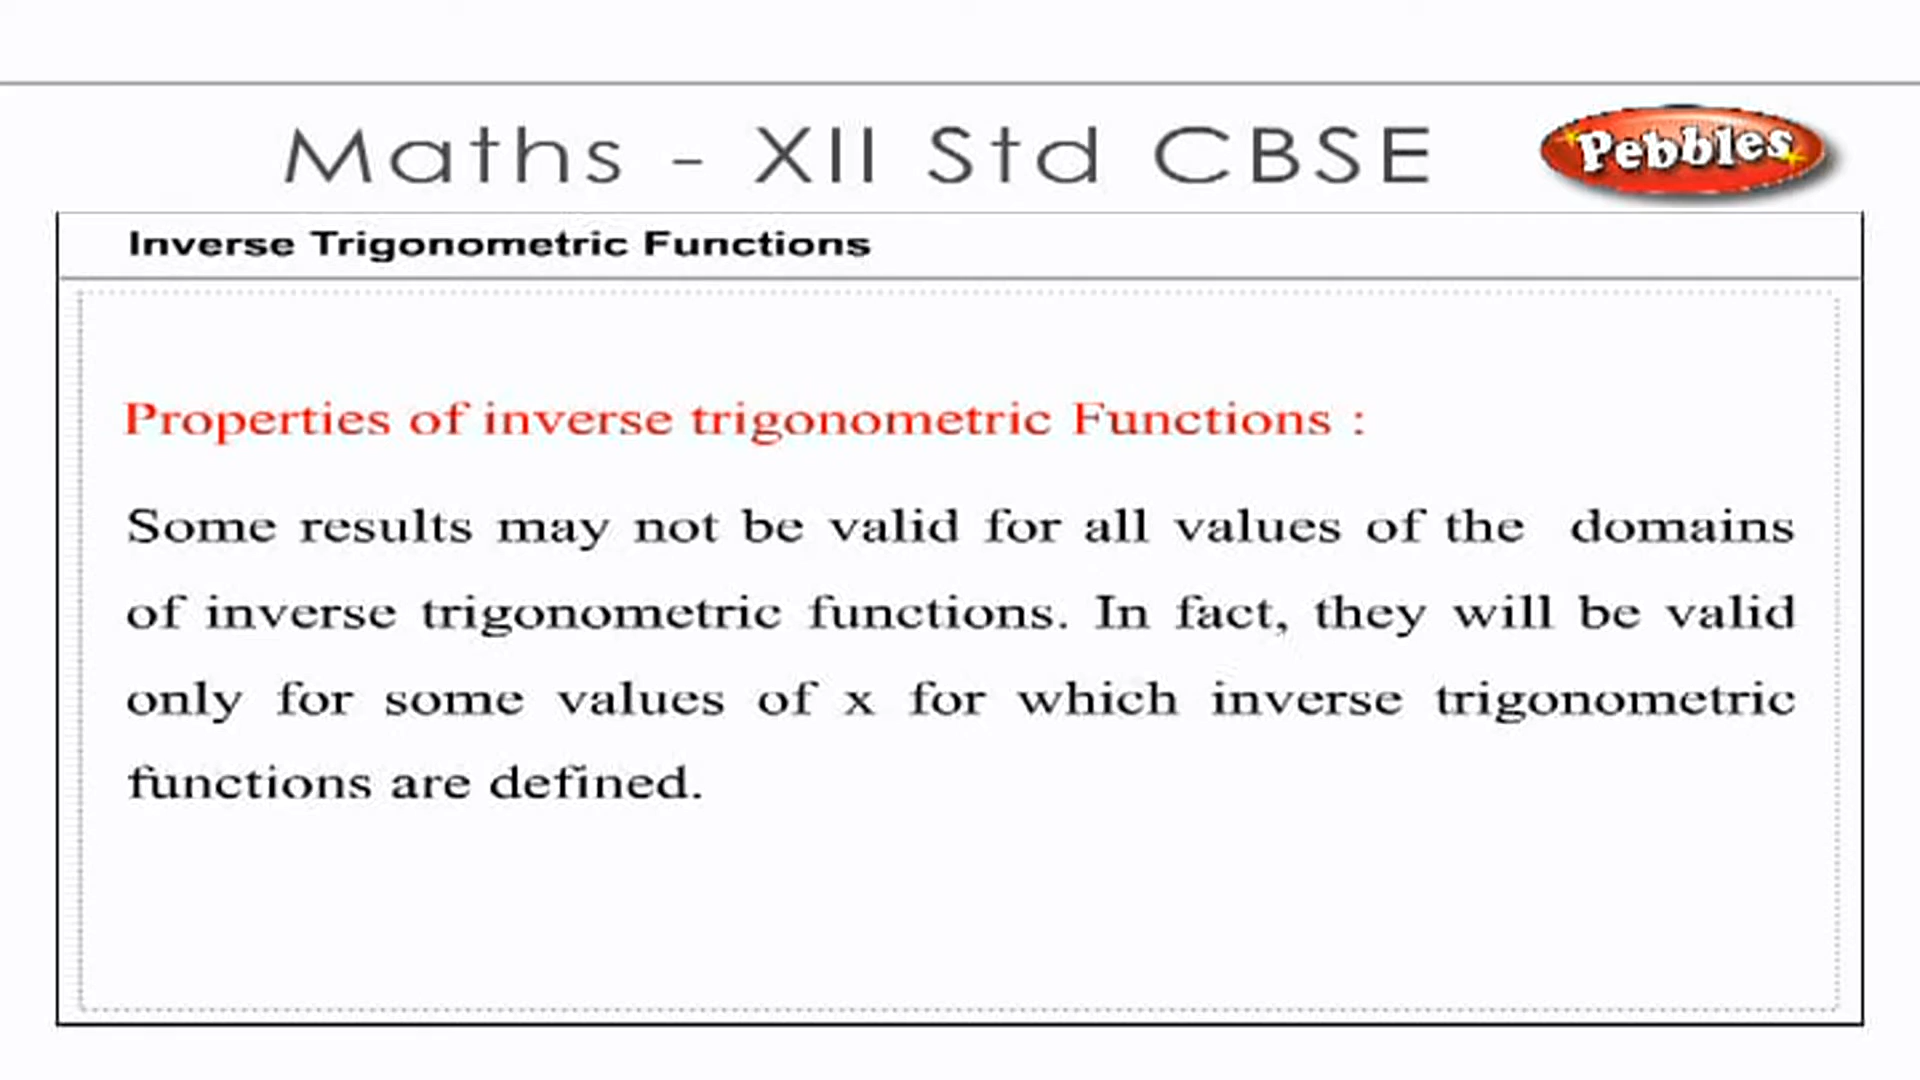 Maths - XII Std CBSE
Pebbles
Inverse Trigonometric Functions
Properties of inverse trigonometric Functions :
Some results may not be valid for all values of the domains
of inverse trigonometric functions. In fact, they will be valid
only for some values of x for which inverse trigonometric
functions are defined.